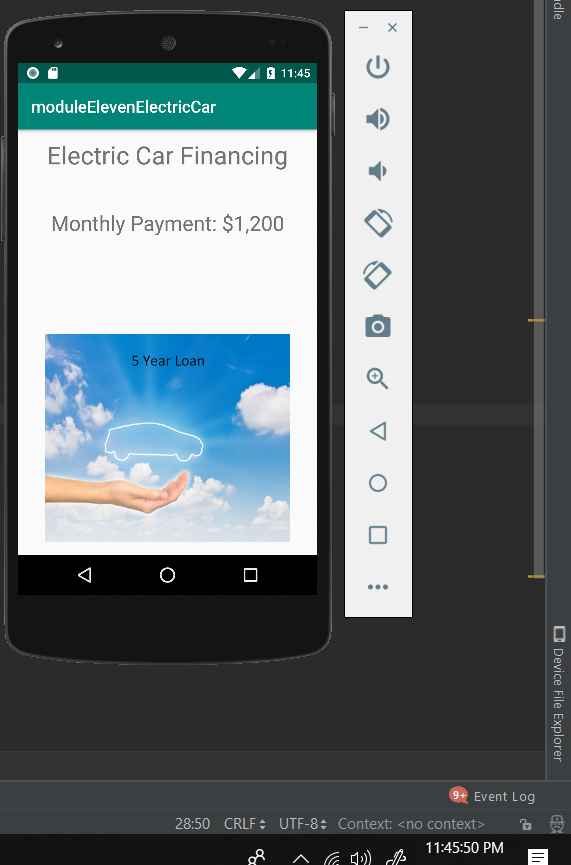 dle
11:45
moduleElevenElectricCar
Electric Car Financing
Monthly Payment: $1,200
5 Year Loan
Device File Explorer
9+ Event Log
28:50 CRLF UTF-8 Context: <no context>
11:45:50 PM